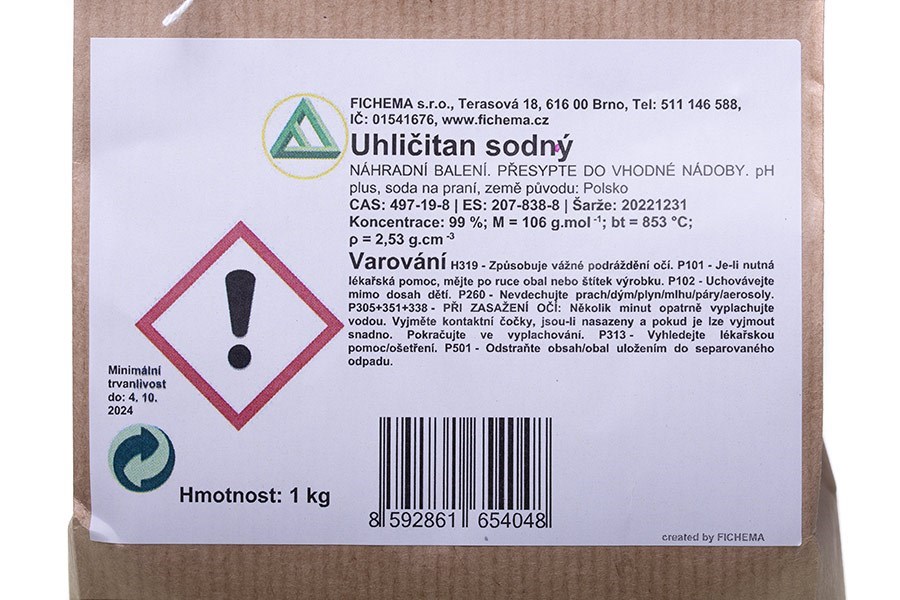 FICHEMA s.r.o., Terasová 18, 616 00 Brno, Tel: 511 146 588,
IČ: 01541676, www.fichema.cz
Uhličitan sodný
NÁHRADNÍ BALENÍ. PŘESYPTE DO VHODNÉ NÁDOBY. pH
plus, soda na praní, země původu: Polsko
CAS: 497-19-8 | ES: 207-838-8 | Šarže: 20221231
Koncentrace: 99 %; M = 106 g.mol⁻¹; bt = 853 °C;
ρ = 2,53 g.cm⁻³
Varování H319 - Způsobuje vážné podráždění očí. P101 - Je-li nutná
lékařská pomoc, mějte po ruce obal nebo štítek výrobku. P102 - Uchovávejte
mimo dosah dětí. P260 - Nevdechujte prach/dým/plyn/mlhu/páry/aerosoly.
P305+351+338 - PŘI ZASAŽENÍ OČÍ: Několik minut opatrně vyplachujte
vodou. Vyjměte kontaktní čočky, jsou-li nasazeny a pokud je lze vyjmout
snadno. Pokračujte ve vyplachování. P313 - Vyhledejte lékařskou
pomoc/ošetření. P501 - Odstraňte obsah/obal uložením do separovaného
odpadu.
Minimální
trvanlivost
do: 4. 10.
2024
Hmotnost: 1 kg
8 592861 654048
created by FICHEMA